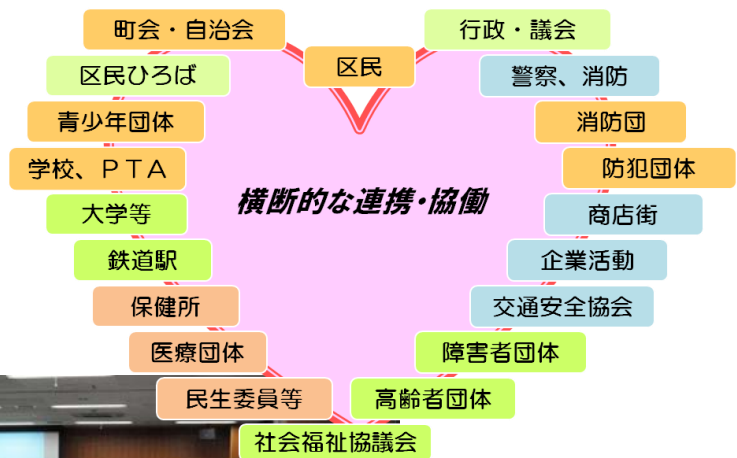 町会・自治会
行政・議会
区民
区民ひろば
警察、消防
青少年団体
消防団
学校、ＰＴＡ
防犯団体
横断的な連携・協働
大学等
商店街
鉄道駅
企業活動
保健所
交通安全協会
医療団体
障害者団体
民生委員等
高齢者団体
社会福祉協議会